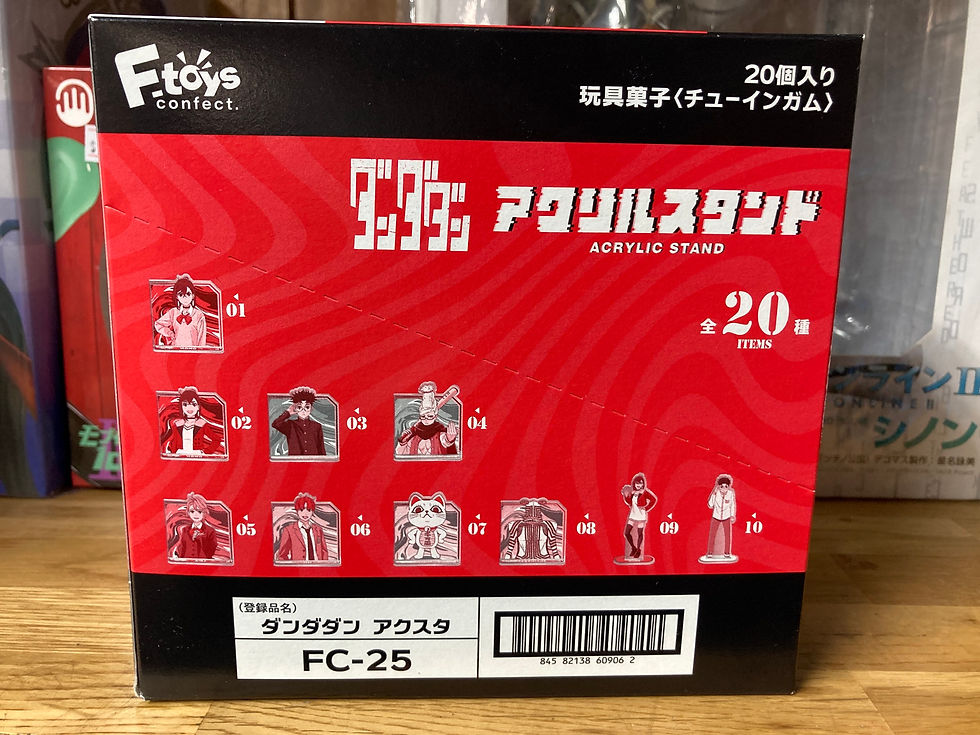 F.toys
confect.
20個入り
玩具菓子〈チューインガム〉
ダンダダン アクリルスタンド
ACRYLIC STAND
全20種
ITEMS
01
02
03
04
05
06
07
08
09
10
(登録品名)
ダンダダン アクスタ
FC-25
845 82138 60906 2
シノン